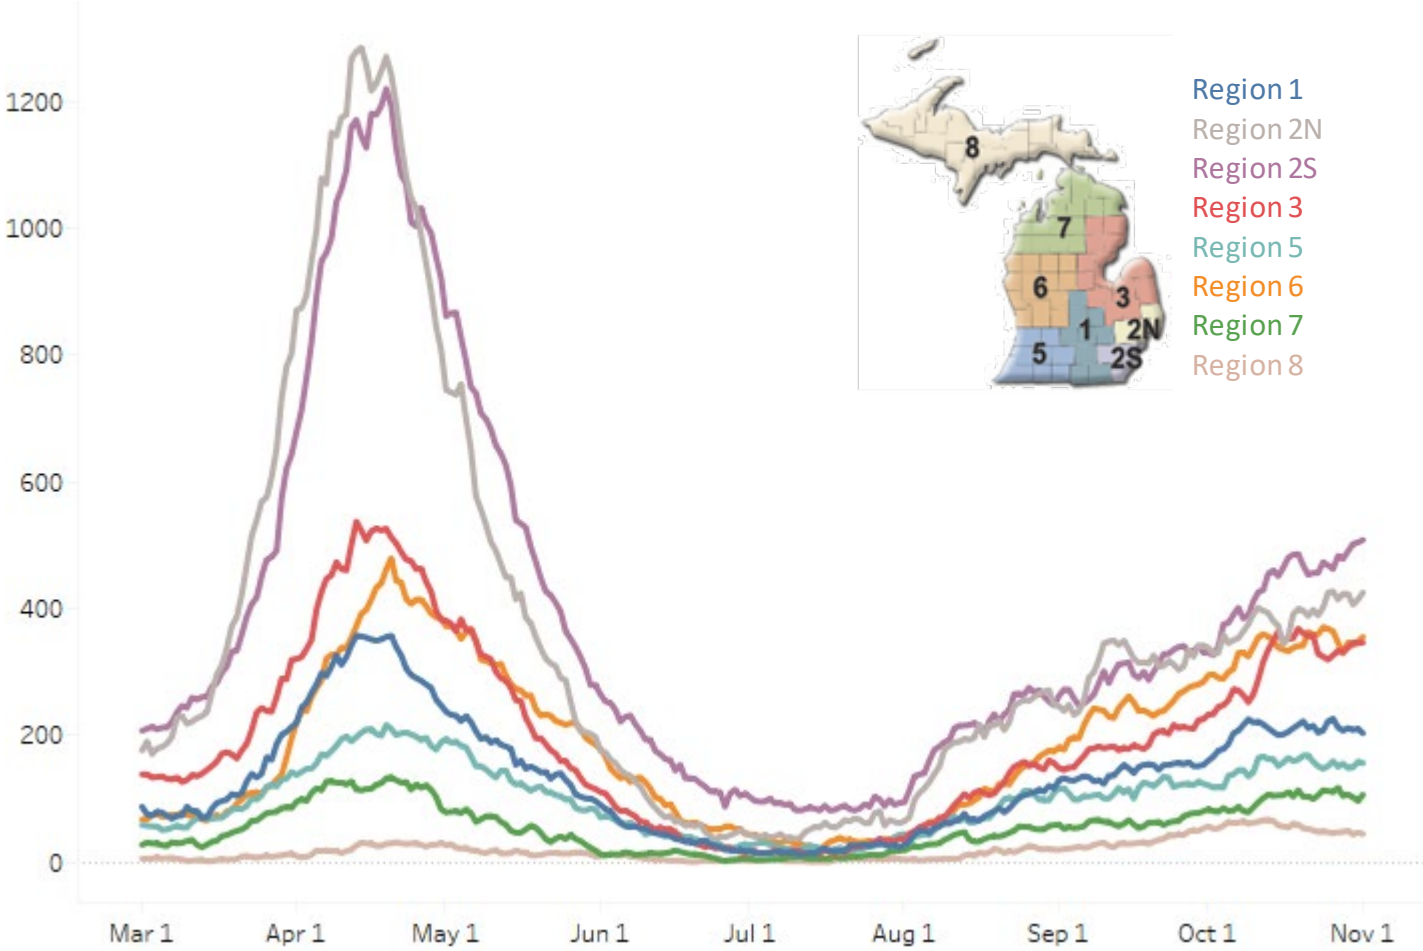 1200
1000
800
600
400
200
0
Mar 1 Apr 1 May 1 Jun 1 Jul 1 Aug 1 Sep 1 Oct 1 Nov 1
8
7
6
3
1
2N
5
2S
Region 1
Region 2N
Region 2S
Region 3
Region 5
Region 6
Region 7
Region 8